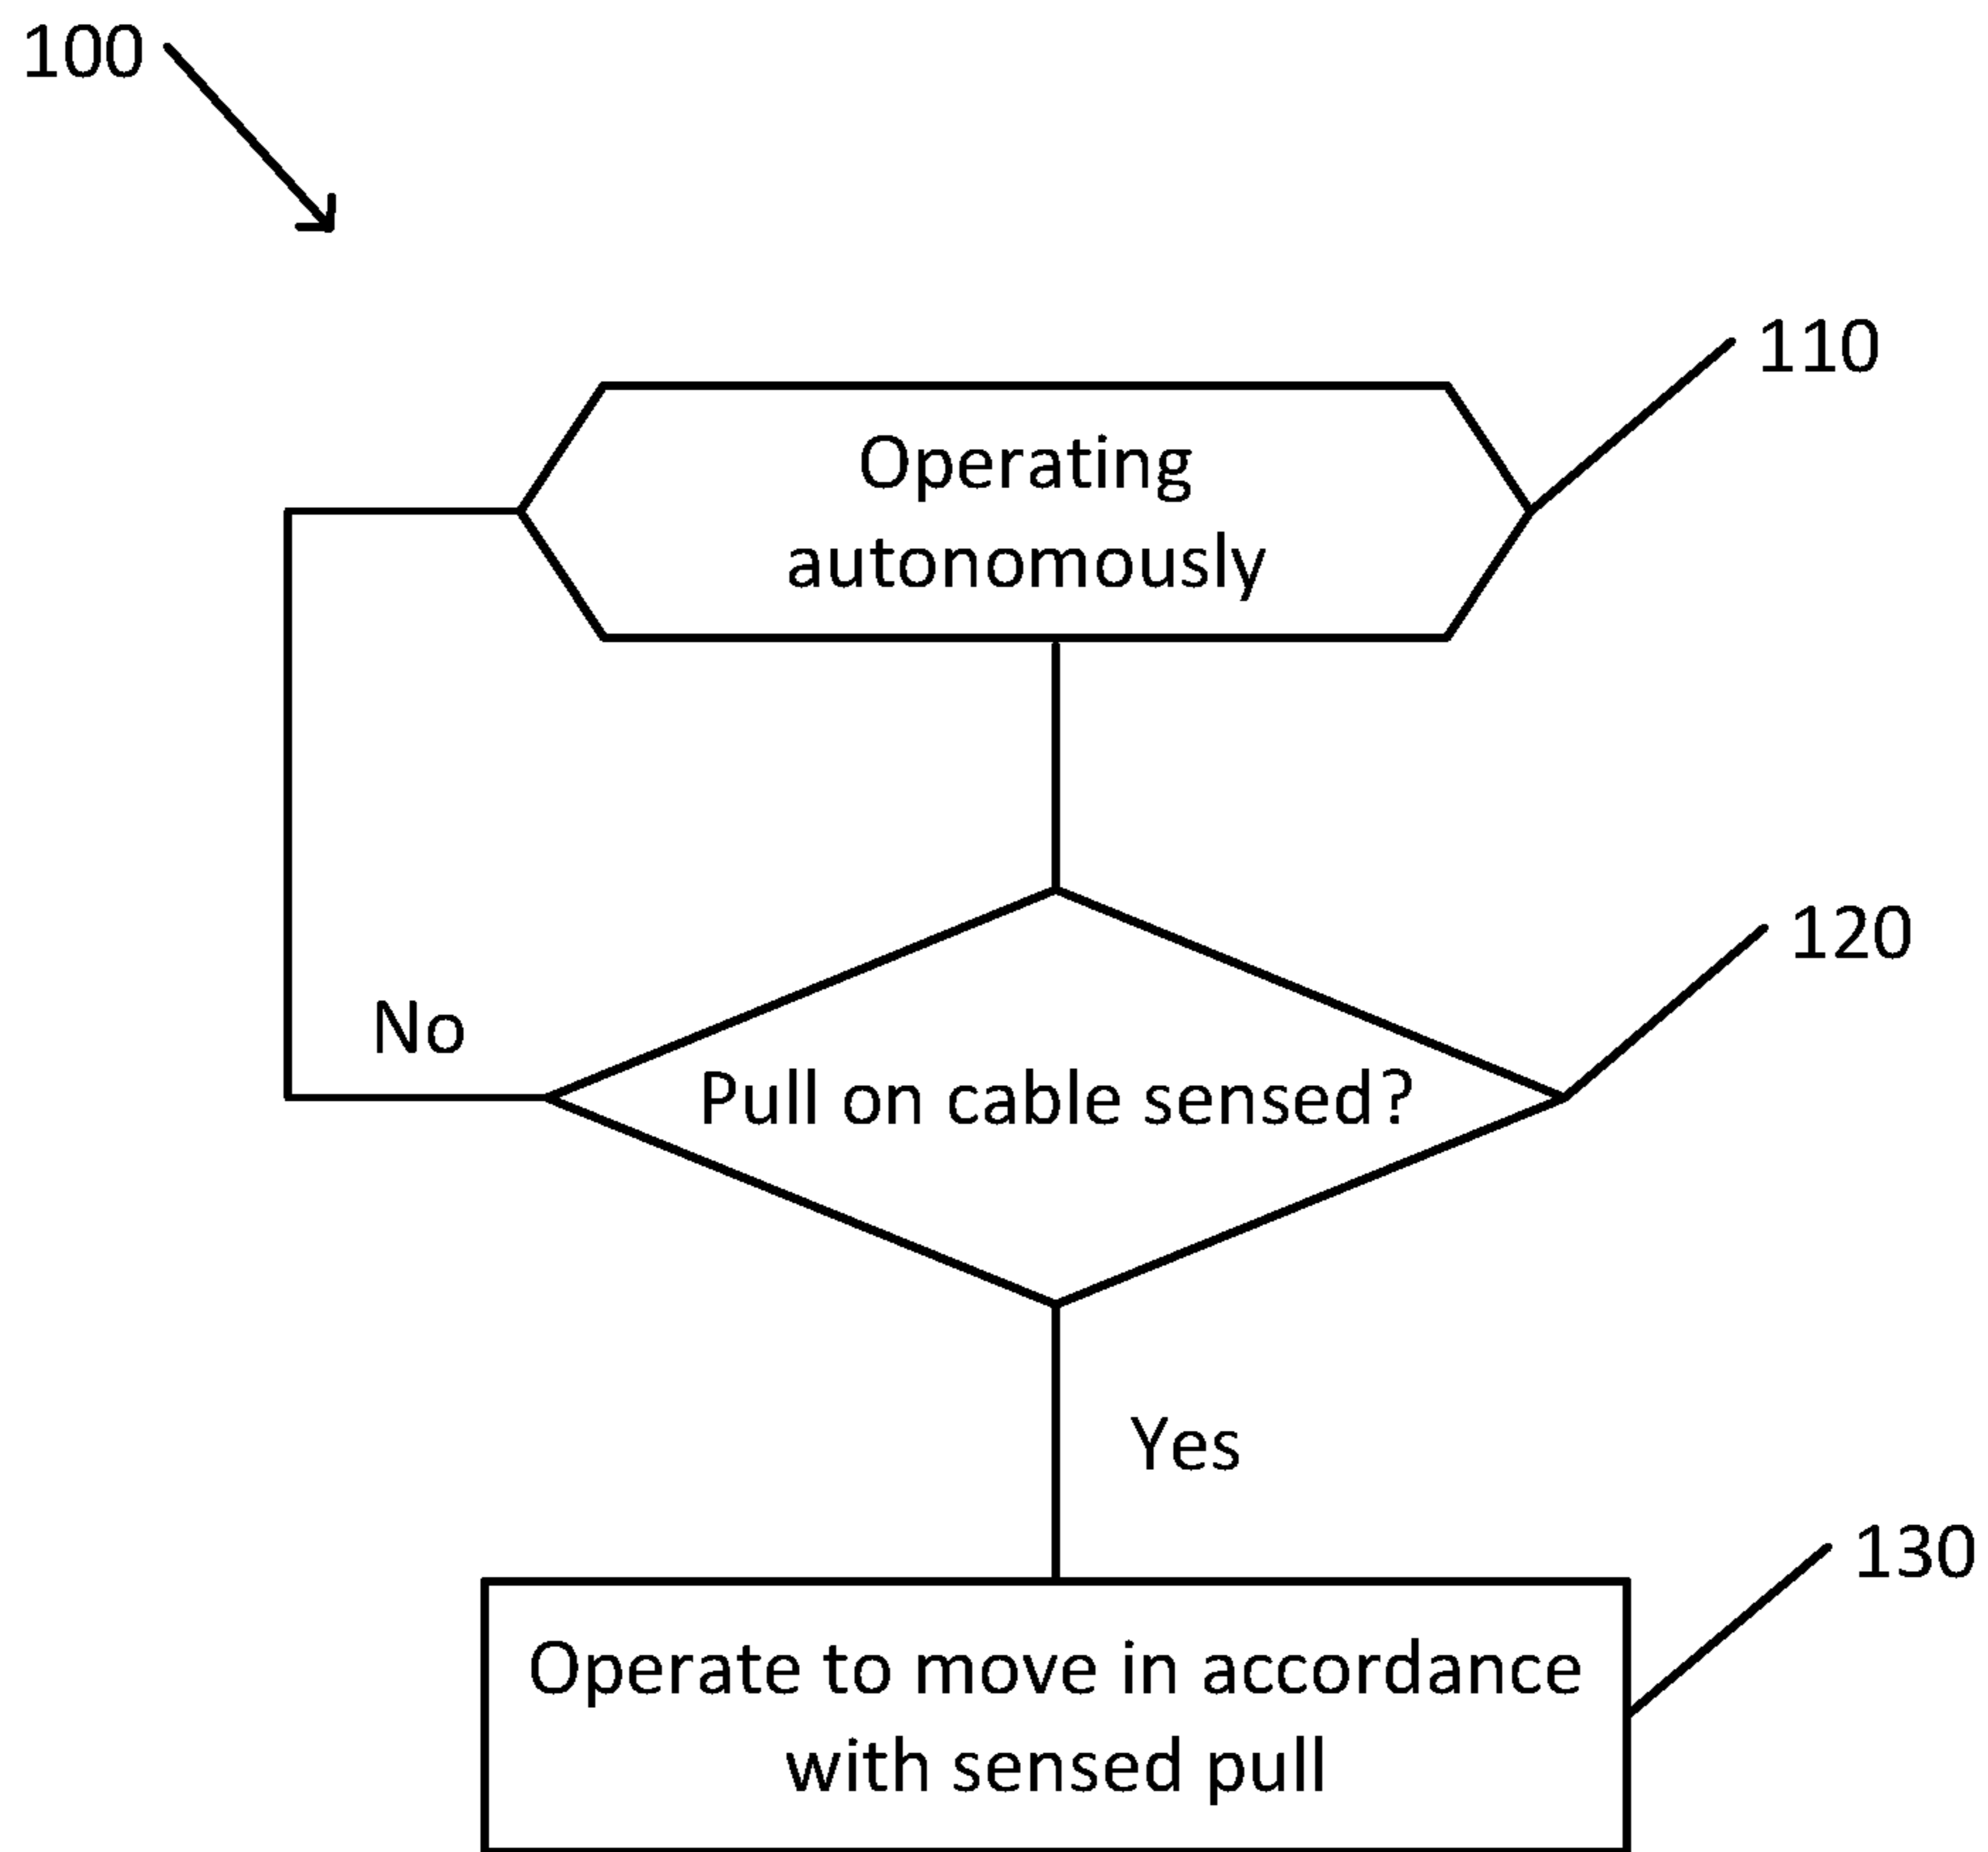 100
110
Operating
autonomously
120
No
Pull on cable sensed?
Yes
130
Operate to move in accordance
with sensed pull